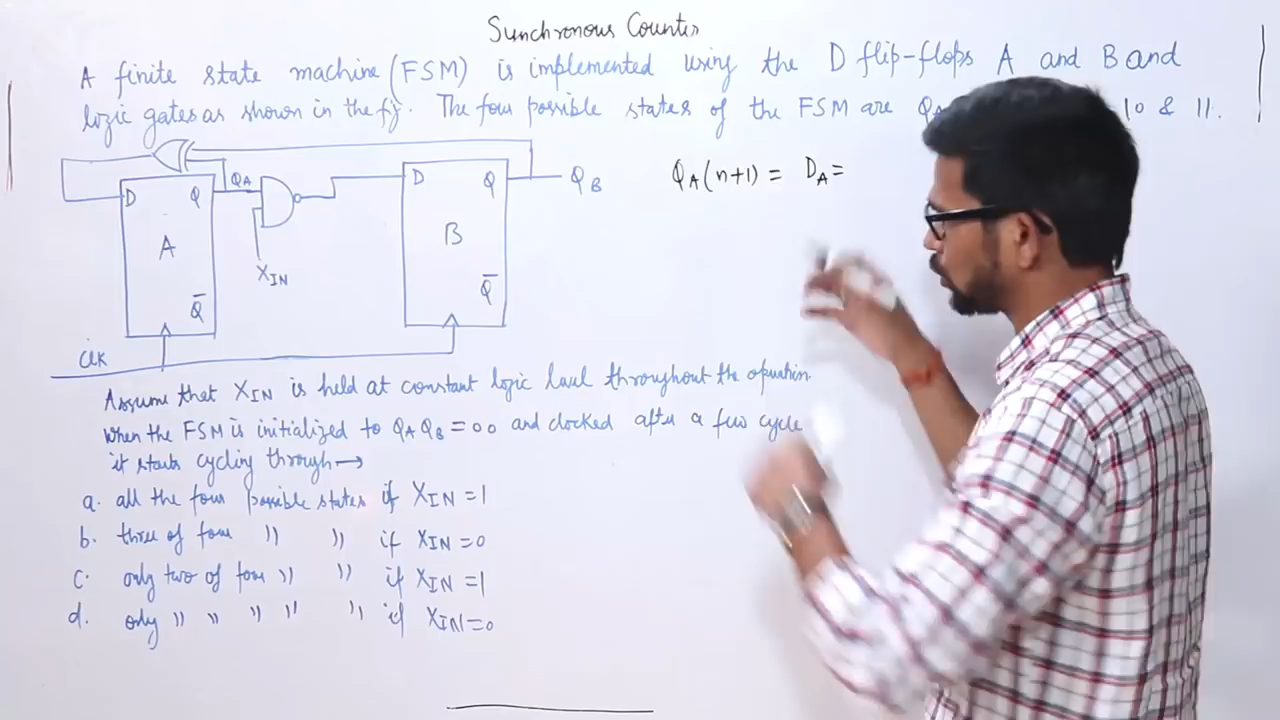 Sunchronous Counter
A finite state machine (FSM) is implemented using the D flip-flops A and B and
logic gates as shown in the fig. The four possible states of the FSM are QA 10 & 11.
QA
D Q
A
Q̄
XIN
D Q
B
Q̄
QB
CLK
QA(n+1) = DA =
Assume that XIN is held at constant logic level throughout the operation.
When the FSM is initialized to QA QB = 00 and clocked after a few cycle
it starts cycling through →
a. all the four possible states if XIN = 1
b. three of four " " if XIN = 0
c. only two of four " " if XIN = 1
d. only " " " " " if XIN = 0